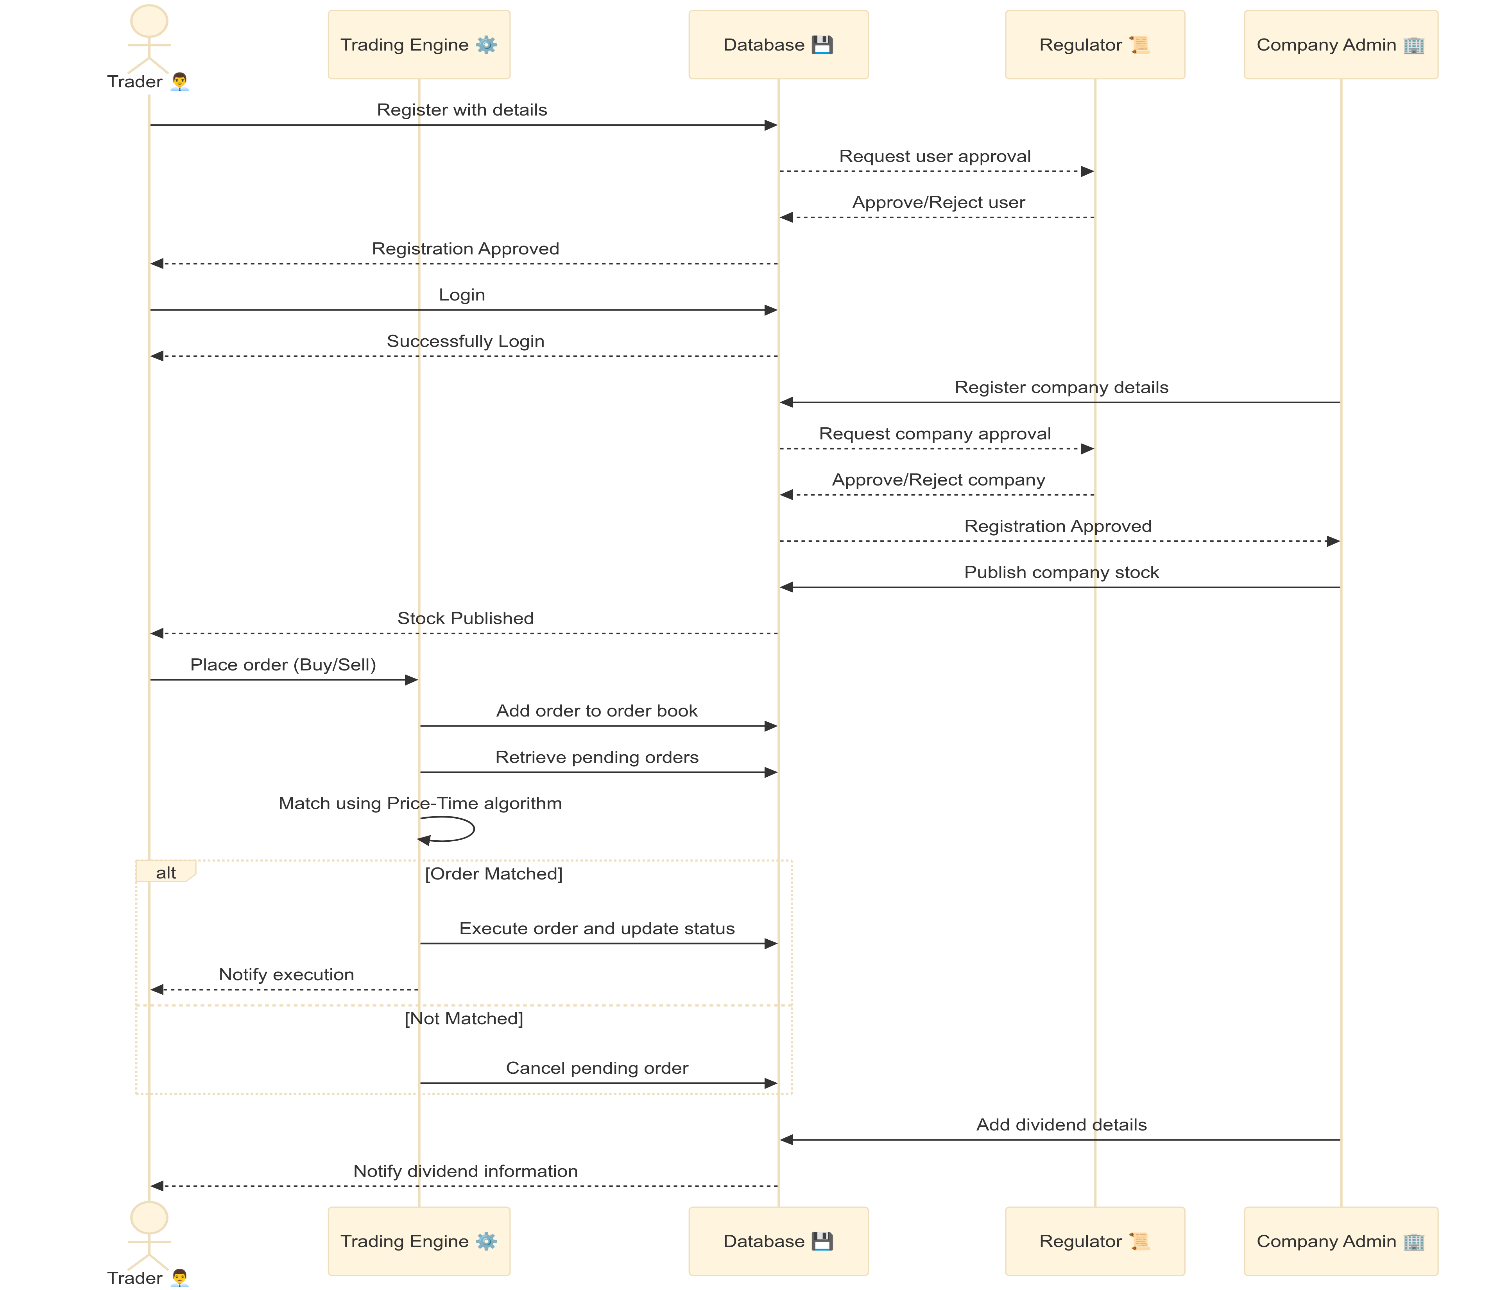 Trader 👨‍💼
Trading Engine ⚙️
Database 💾
Regulator 📜
Company Admin 🏢
Register with details
Request user approval
Approve/Reject user
Registration Approved
Login
Successfully Login
Register company details
Request company approval
Approve/Reject company
Registration Approved
Publish company stock
Stock Published
Place order (Buy/Sell)
Add order to order book
Retrieve pending orders
Match using Price-Time algorithm
alt
[Order Matched]
Execute order and update status
Notify execution
[Not Matched]
Cancel pending order
Add dividend details
Notify dividend information
Trader 👨‍💼
Trading Engine ⚙️
Database 💾
Regulator 📜
Company Admin 🏢